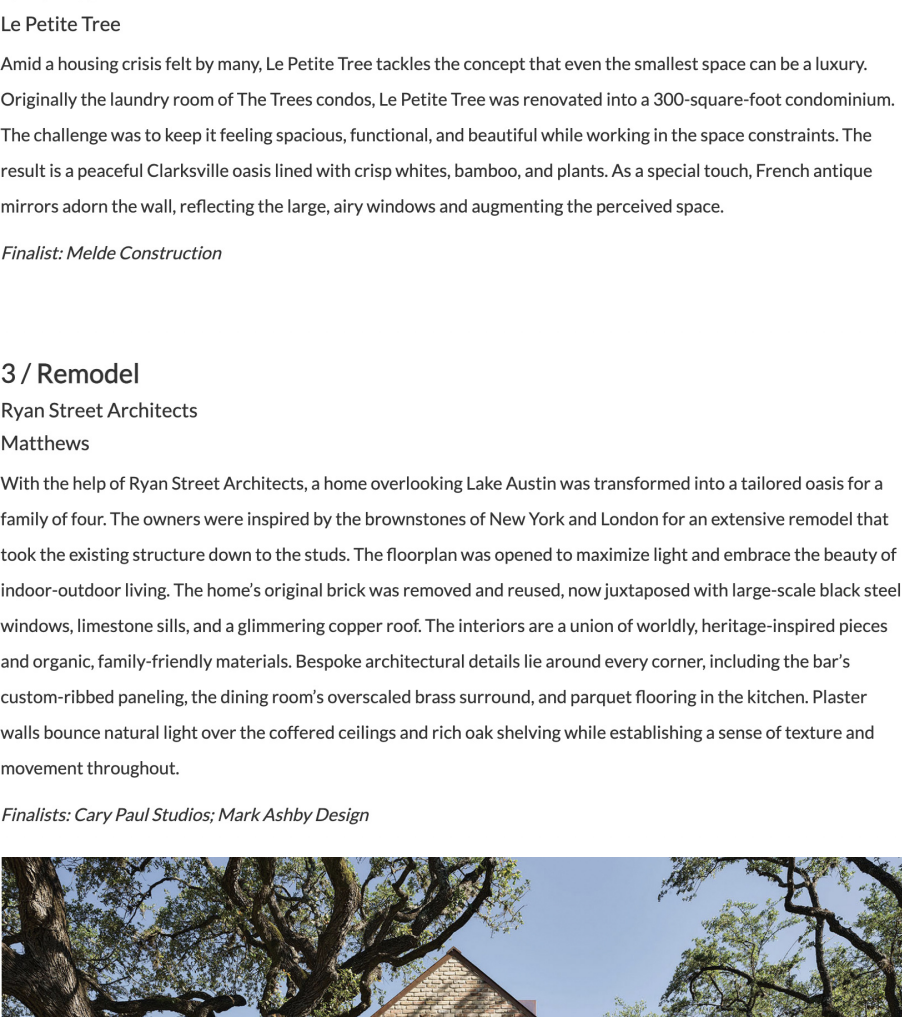 Le Petite Tree
Amid a housing crisis felt by many, Le Petite Tree tackles the concept that even the smallest space can be a luxury.
Originally the laundry room of The Trees condos, Le Petite Tree was renovated into a 300-square-foot condominium.
The challenge was to keep it feeling spacious, functional, and beautiful while working in the space constraints. The
result is a peaceful Clarksville oasis lined with crisp whites, bamboo, and plants. As a special touch, French antique
mirrors adorn the wall, reflecting the large, airy windows and augmenting the perceived space.
Finalist: Melde Construction
3 / Remodel
Ryan Street Architects
Matthews
With the help of Ryan Street Architects, a home overlooking Lake Austin was transformed into a tailored oasis for a
family of four. The owners were inspired by the brownstones of New York and London for an extensive remodel that
took the existing structure down to the studs. The floorplan was opened to maximize light and embrace the beauty of
indoor-outdoor living. The home’s original brick was removed and reused, now juxtaposed with large-scale black steel
windows, limestone sills, and a glimmering copper roof. The interiors are a union of worldly, heritage-inspired pieces
and organic, family-friendly materials. Bespoke architectural details lie around every corner, including the bar’s
custom-ribbed paneling, the dining room’s overscaled brass surround, and parquet flooring in the kitchen. Plaster
walls bounce natural light over the coffered ceilings and rich oak shelving while establishing a sense of texture and
movement throughout.
Finalists: Cary Paul Studios; Mark Ashby Design